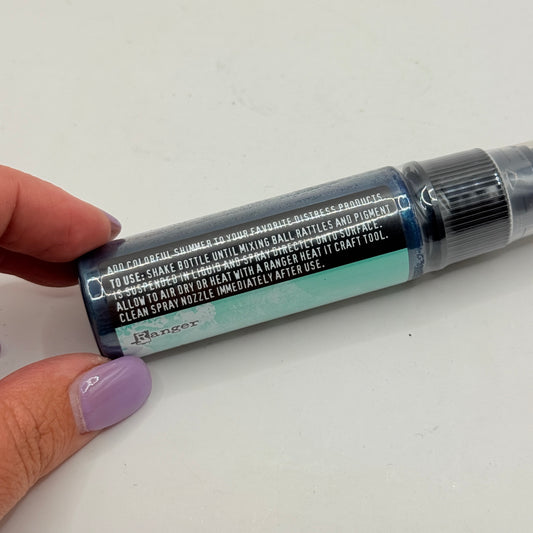 ADD COLORFUL SHIMMER TO YOUR FAVORITE DISTRESS PRODUCTS.
TO USE: SHAKE BOTTLE UNTIL MIXING BALL RATTLES AND PIGMENT
IS SUSPENDED IN LIQUID AND SPRAY DIRECTLY ONTO SURFACE.
ALLOW TO AIR DRY OR HEAT WITH A RANGER HEAT IT CRAFT TOOL.
CLEAN SPRAY NOZZLE IMMEDIATELY AFTER USE.
Ranger